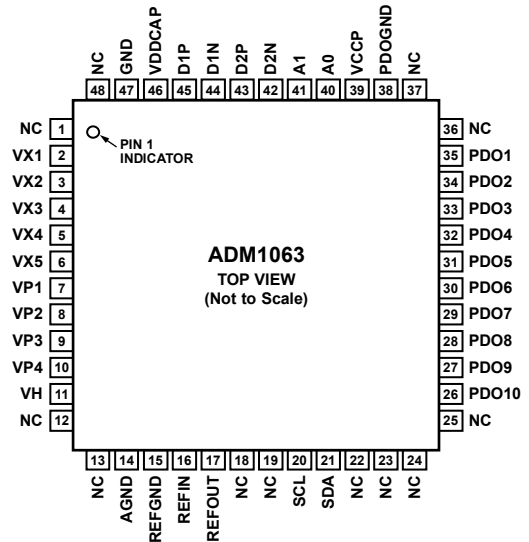 NC
GND
VDDCAP
D1P
D1N
D2P
D2N
A1
A0
VCCP
PDOGND
NC
48
47
46
45
44
43
42
41
40
39
38
37
NC 1
VX1 2
VX2 3
VX3 4
VX4 5
VX5 6
VP1 7
VP2 8
VP3 9
VP4 10
VH 11
NC 12
PIN 1
INDICATOR
ADM1063
TOP VIEW
(Not to Scale)
36 NC
35 PDO1
34 PDO2
33 PDO3
32 PDO4
31 PDO5
30 PDO6
29 PDO7
28 PDO8
27 PDO9
26 PDO10
25 NC
13
14
15
16
17
18
19
20
21
22
23
24
NC
AGND
REFGND
REFIN
REFOUT
NC
NC
SCL
SDA
NC
NC
NC